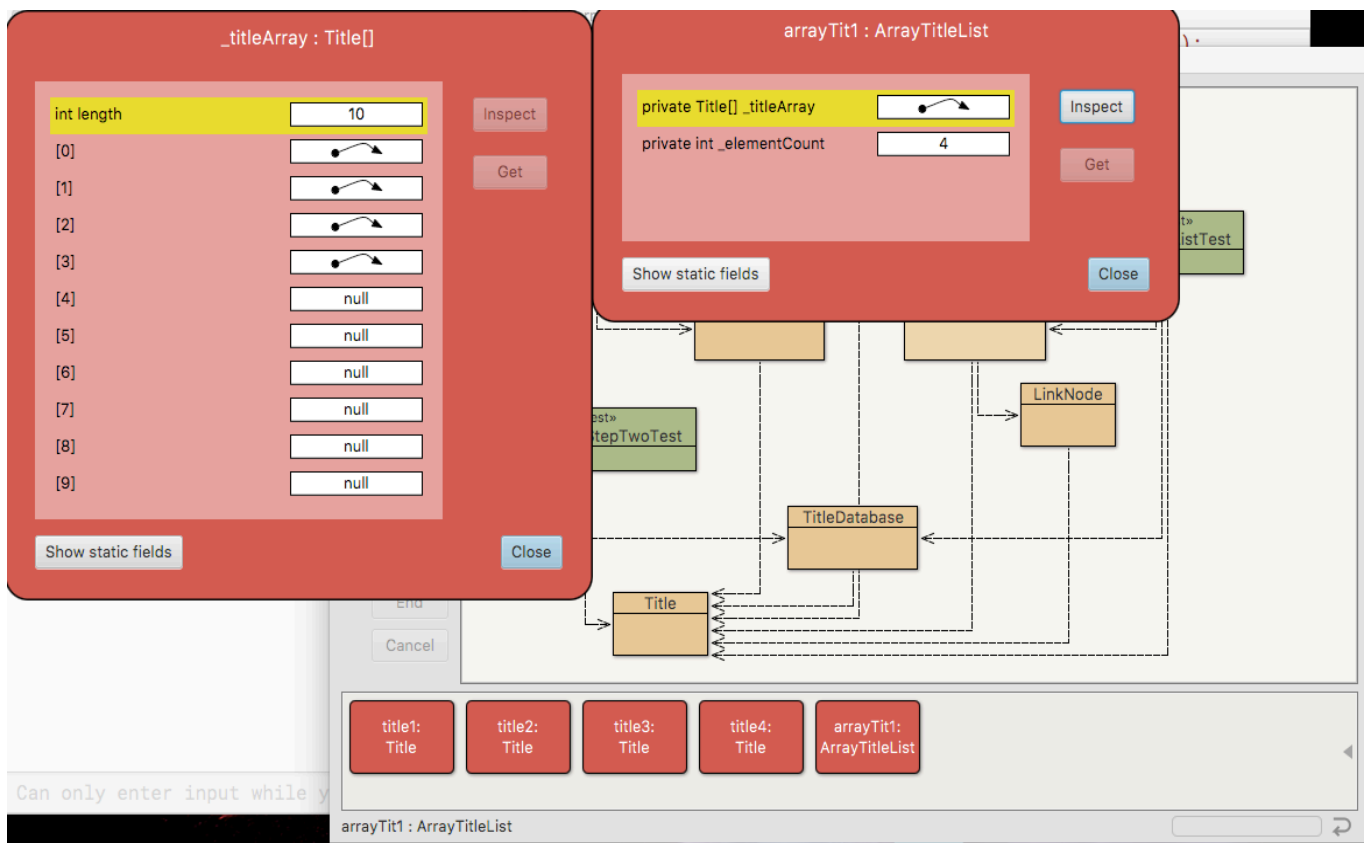 _titleArray : Title[]
int length
10
[0]
[1]
[2]
[3]
[4]
null
[5]
null
[6]
null
[7]
null
[8]
null
[9]
null
Inspect
Get
Show static fields
Close
arrayTit1 : ArrayTitleList
private Title[] _titleArray
private int _elementCount
4
Inspect
Get
Show static fields
Close
);
t»
istTest
est»
StepTwoTest
LinkNode
TitleDatabase
Title
End
Cancel
title1:
Title
title2:
Title
title3:
Title
title4:
Title
arrayTit1:
ArrayTitleList
Can only enter input while y
arrayTit1 : ArrayTitleList